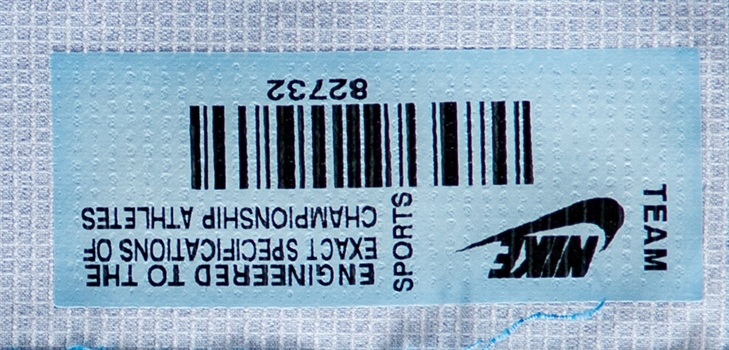 TEAM
NIKE
SPORTS
ENGINEERED TO THE
EXACT SPECIFICATIONS OF
CHAMPIONSHIP ATHLETES
82732